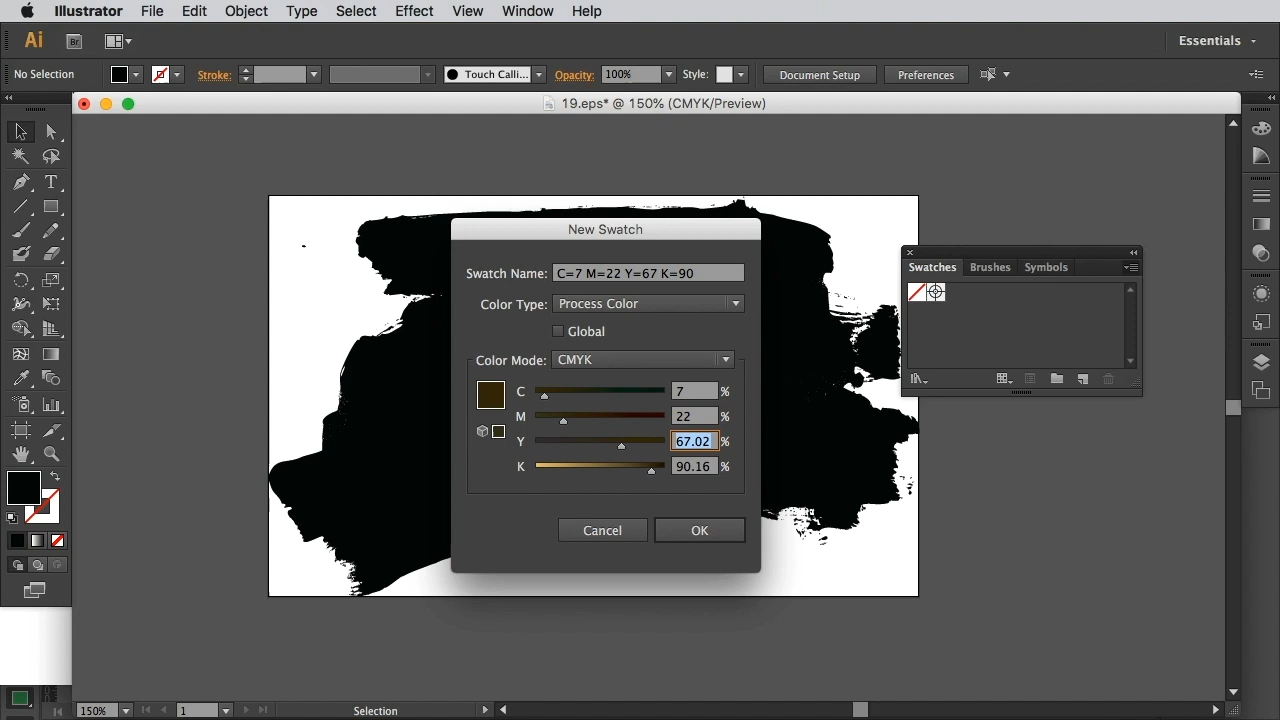 Illustrator File Edit Object Type Select Effect View Window Help
Ai Br Essentials
No Selection Stroke: Touch Calli... Opacity: 100% Style: Document Setup Preferences
19.eps* @ 150% (CMYK/Preview)
New Swatch
Swatch Name: C=7 M=22 Y=67 K=90
Color Type: Process Color
Global
Color Mode: CMYK
C 7 %
M 22 %
Y 67.02 %
K 90.16 %
Cancel OK
Swatches Brushes Symbols
150% 1 Selection